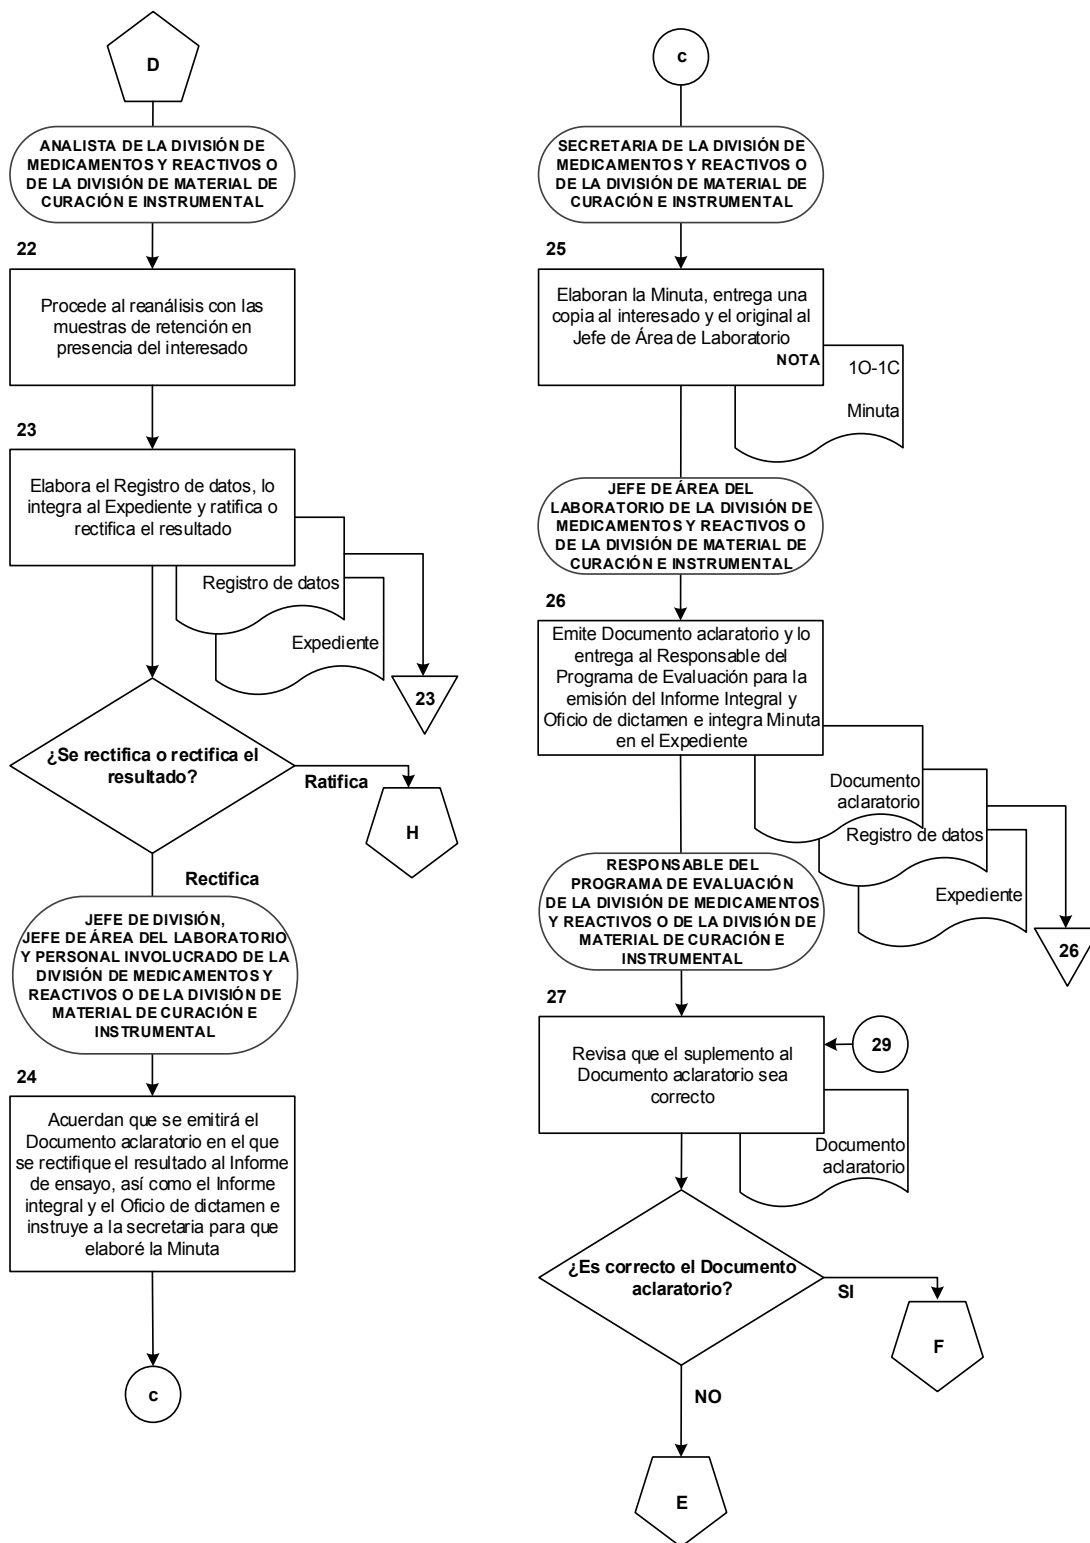 D
ANALISTA DE LA DIVISIÓN DE
MEDICAMENTOS Y REACTIVOS O
DE LA DIVISIÓN DE MATERIAL DE
CURACIÓN E INSTRUMENTAL
22
Procede al reanálisis con las
muestras de retención en
presencia del interesado
23
Elabora el Registro de datos, lo
integra al Expediente y ratifica o
rectifica el resultado
Registro de datos
Expediente
23
¿Se rectifica o rectifica el
resultado?
Ratifica
H
Rectifica
JEFE DE DIVISIÓN,
JEFE DE ÁREA DEL LABORATORIO
Y PERSONAL INVOLUCRADO DE LA
DIVISIÓN DE MEDICAMENTOS Y
REACTIVOS O DE LA DIVISIÓN DE
MATERIAL DE CURACIÓN E
INSTRUMENTAL
24
Acuerdan que se emitirá el
Documento aclaratorio en el que
se rectifique el resultado al Informe
de ensayo, así como el Informe
integral y el Oficio de dictamen e
instruye a la secretaria para que
elaboré la Minuta
c
c
SECRETARIA DE LA DIVISIÓN DE
MEDICAMENTOS Y REACTIVOS O
DE LA DIVISIÓN DE MATERIAL DE
CURACIÓN E INSTRUMENTAL
25
Elaboran la Minuta, entrega una
copia al interesado y el original al
Jefe de Área de Laboratorio
NOTA
1O-1C
Minuta
JEFE DE ÁREA DEL
LABORATORIO DE LA DIVISIÓN DE
MEDICAMENTOS Y REACTIVOS O
DE LA DIVISIÓN DE MATERIAL DE
CURACIÓN E INSTRUMENTAL
26
Emite Documento aclaratorio y lo
entrega al Responsable del
Programa de Evaluación para la
emisión del Informe Integral y
Oficio de dictamen e integra Minuta
en el Expediente
Documento
aclaratorio
Registro de datos
Expediente
26
RESPONSABLE DEL
PROGRAMA DE EVALUACIÓN
DE LA DIVISIÓN DE MEDICAMENTOS
Y REACTIVOS O DE LA DIVISIÓN DE
MATERIAL DE CURACIÓN E
INSTRUMENTAL
27
Revisa que el suplemento al
Documento aclaratorio sea
correcto
29
Documento
aclaratorio
¿Es correcto el Documento
aclaratorio?
SI
F
NO
E